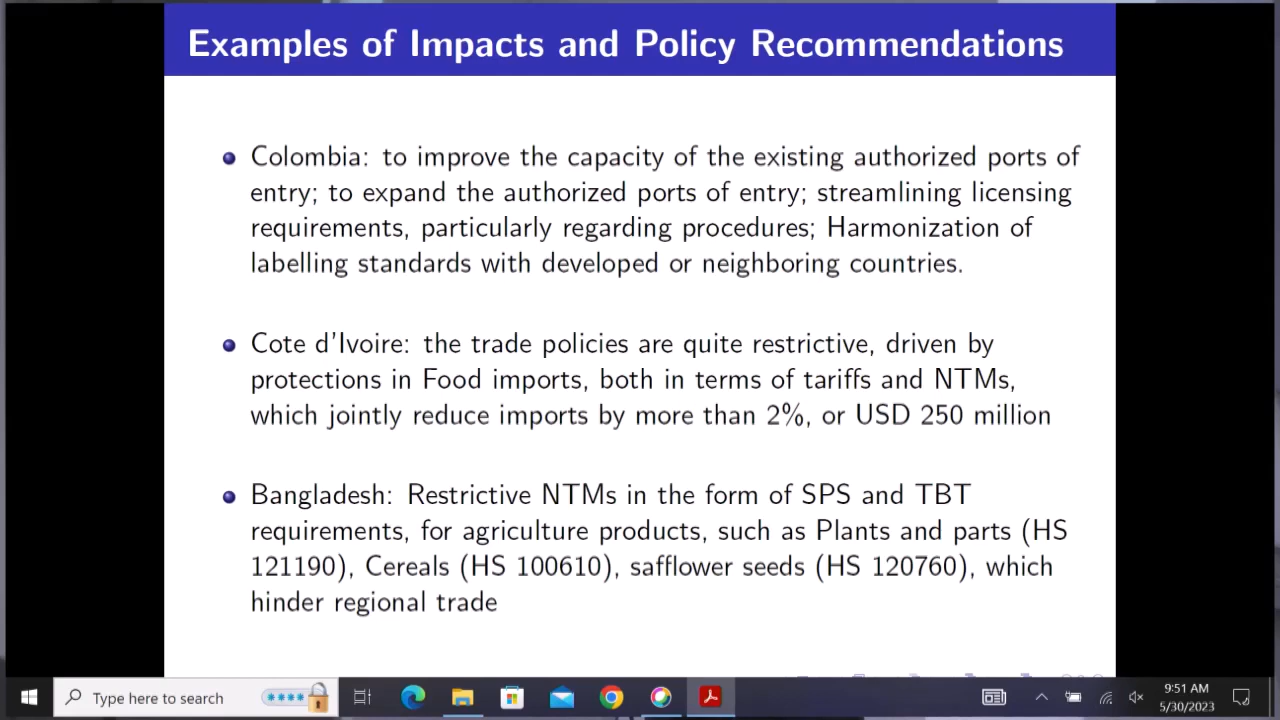 Examples of Impacts and Policy Recommendations
Colombia: to improve the capacity of the existing authorized ports of
entry; to expand the authorized ports of entry; streamlining licensing
requirements, particularly regarding procedures; Harmonization of
labelling standards with developed or neighboring countries.
Cote d'Ivoire: the trade policies are quite restrictive, driven by
protections in Food imports, both in terms of tariffs and NTMs,
which jointly reduce imports by more than 2%, or USD 250 million
Bangladesh: Restrictive NTMs in the form of SPS and TBT
requirements, for agriculture products, such as Plants and parts (HS
121190), Cereals (HS 100610), safflower seeds (HS 120760), which
hinder regional trade
Type here to search
9:51 AM
5/30/2023